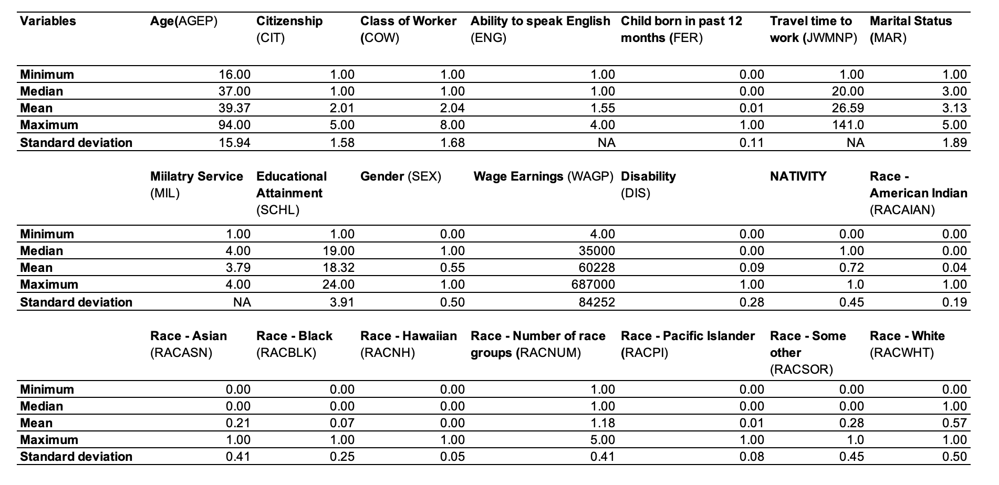 Variables Age(AGEP) Citizenship Class of Worker Ability to speak English Child born in past 12 Travel time to Marital Status
(CIT) (COW) (ENG) months (FER) work (JWMNP) (MAR)
Minimum 16.00 1.00 1.00 1.00 0.00 1.00 1.00
Median 37.00 1.00 1.00 1.00 0.00 20.00 3.00
Mean 39.37 2.01 2.04 1.55 0.01 26.59 3.13
Maximum 94.00 5.00 8.00 4.00 1.00 141.0 5.00
Standard deviation 15.94 1.58 1.68 NA 0.11 NA 1.89
Miilatry Service Educational Gender (SEX) Wage Earnings (WAGP) Disability NATIVITY Race -
(MIL) Attainment (DIS) American Indian
(SCHL) (RACAIAN)
Minimum 1.00 1.00 0.00 4.00 0.00 0.00 0.00
Median 4.00 19.00 1.00 35000 0.00 1.00 0.00
Mean 3.79 18.32 0.55 60228 0.09 0.72 0.04
Maximum 4.00 24.00 1.00 687000 1.00 1.0 1.00
Standard deviation NA 3.91 0.50 84252 0.28 0.45 0.19
Race - Asian Race - Black Race - Hawaiian Race - Number of race Race - Pacific Islander Race - Some Race - White
(RACASN) (RACBLK) (RACNH) groups (RACNUM) (RACPI) other (RACWHT)
(RACSOR)
Minimum 0.00 0.00 0.00 1.00 0.00 0.00 0.00
Median 0.00 0.00 0.00 1.00 0.00 0.00 1.00
Mean 0.21 0.07 0.00 1.18 0.01 0.28 0.57
Maximum 1.00 1.00 1.00 5.00 1.00 1.0 1.00
Standard deviation 0.41 0.25 0.05 0.41 0.08 0.45 0.50